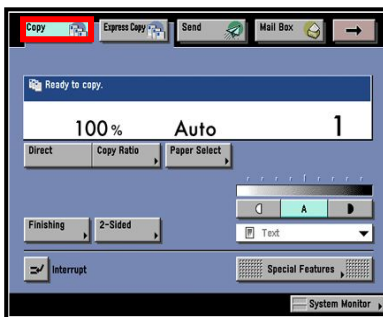 Copy Express Copy Send Mail Box
Ready to copy.
100% Auto 1
Direct Copy Ratio Paper Select
A
Finishing 2-Sided Text
Interrupt Special Features
System Monitor